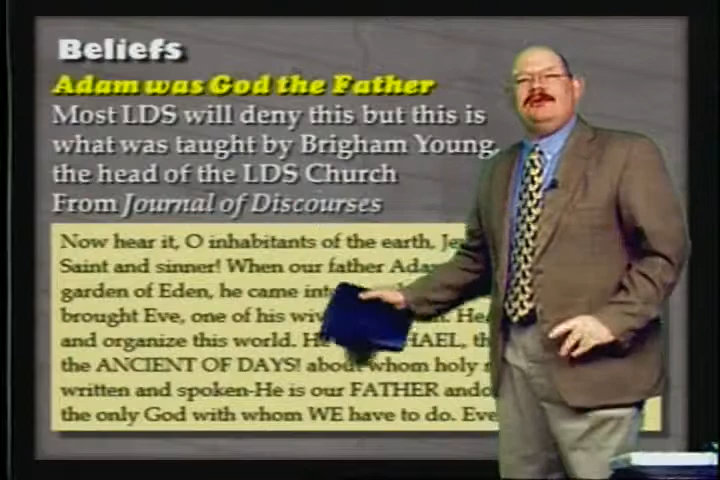 Beliefs
Adam was God the Father
Most LDS will deny this but this is
what was taught by Brigham Young,
the head of the LDS Church
From Journal of Discourses
Now hear it, O inhabitants of the earth,
Saint and sinner! When our father
garden of Eden, he came
brought Eve, one of his
and organize this world.
the ANCIENT OF DAYS! about whom holy
written and spoken-He is our FATHER
the only God with whom WE have to do.